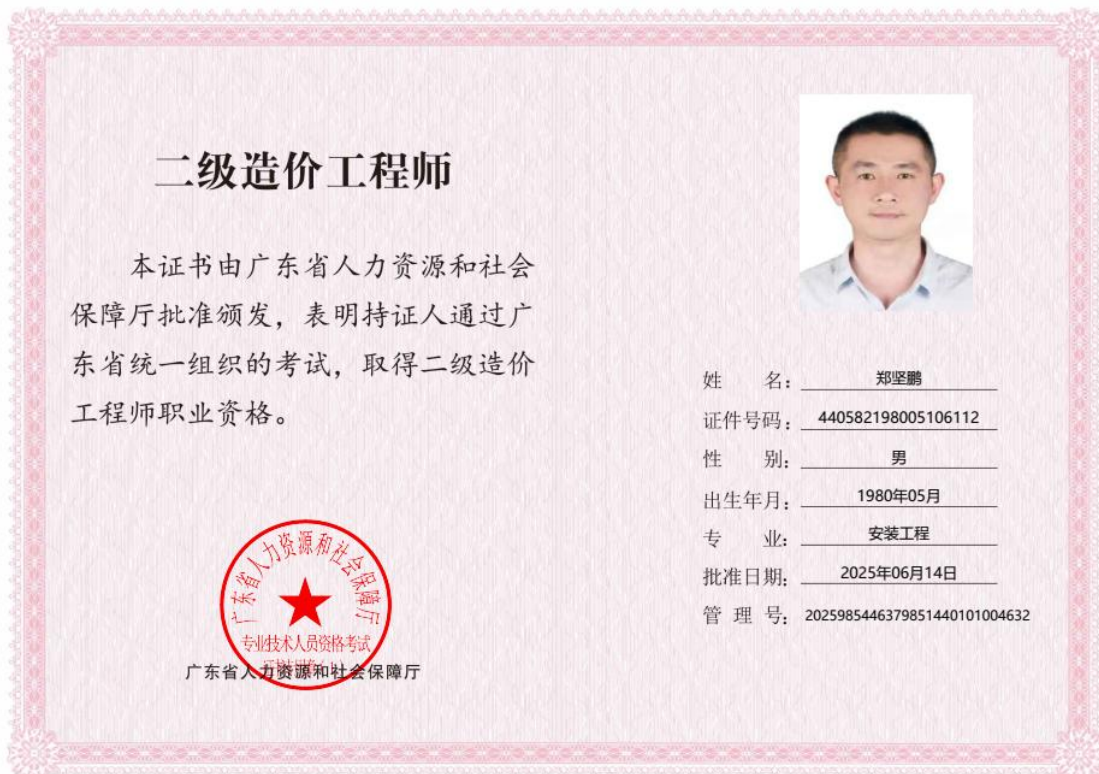 二级造价工程师
本证书由广东省人力资源和社会
保障厅批准颁发，表明持证人通过广
东省统一组织的考试，取得二级造价
工程师职业资格。
广东省人力资源和社会保障厅
专业技术人员资格考试
广东省人力资源和社会保障厅
姓 名： 郑坚鹏
证件号码： 440582198005106112
性 别： 男
出生年月： 1980年05月
专 业： 安装工程
批准日期： 2025年06月14日
管 理 号： 20259854463798514401010046​32